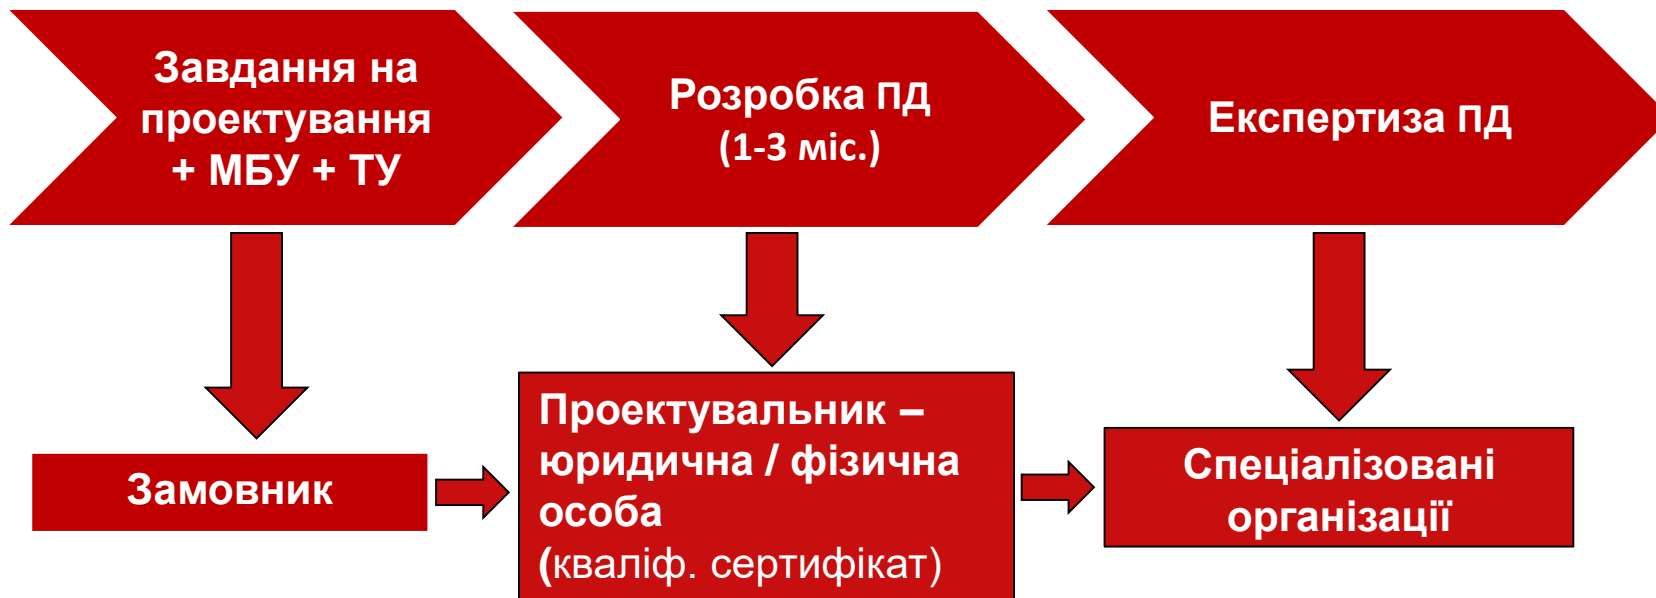 Завдання на
проектування
+ МБУ + ТУ
Розробка ПД
(1-3 міс.)
Експертиза ПД
Замовник
Проектувальник –
юридична / фізична
особа
(кваліф. сертифікат)
Спеціалізовані
організації